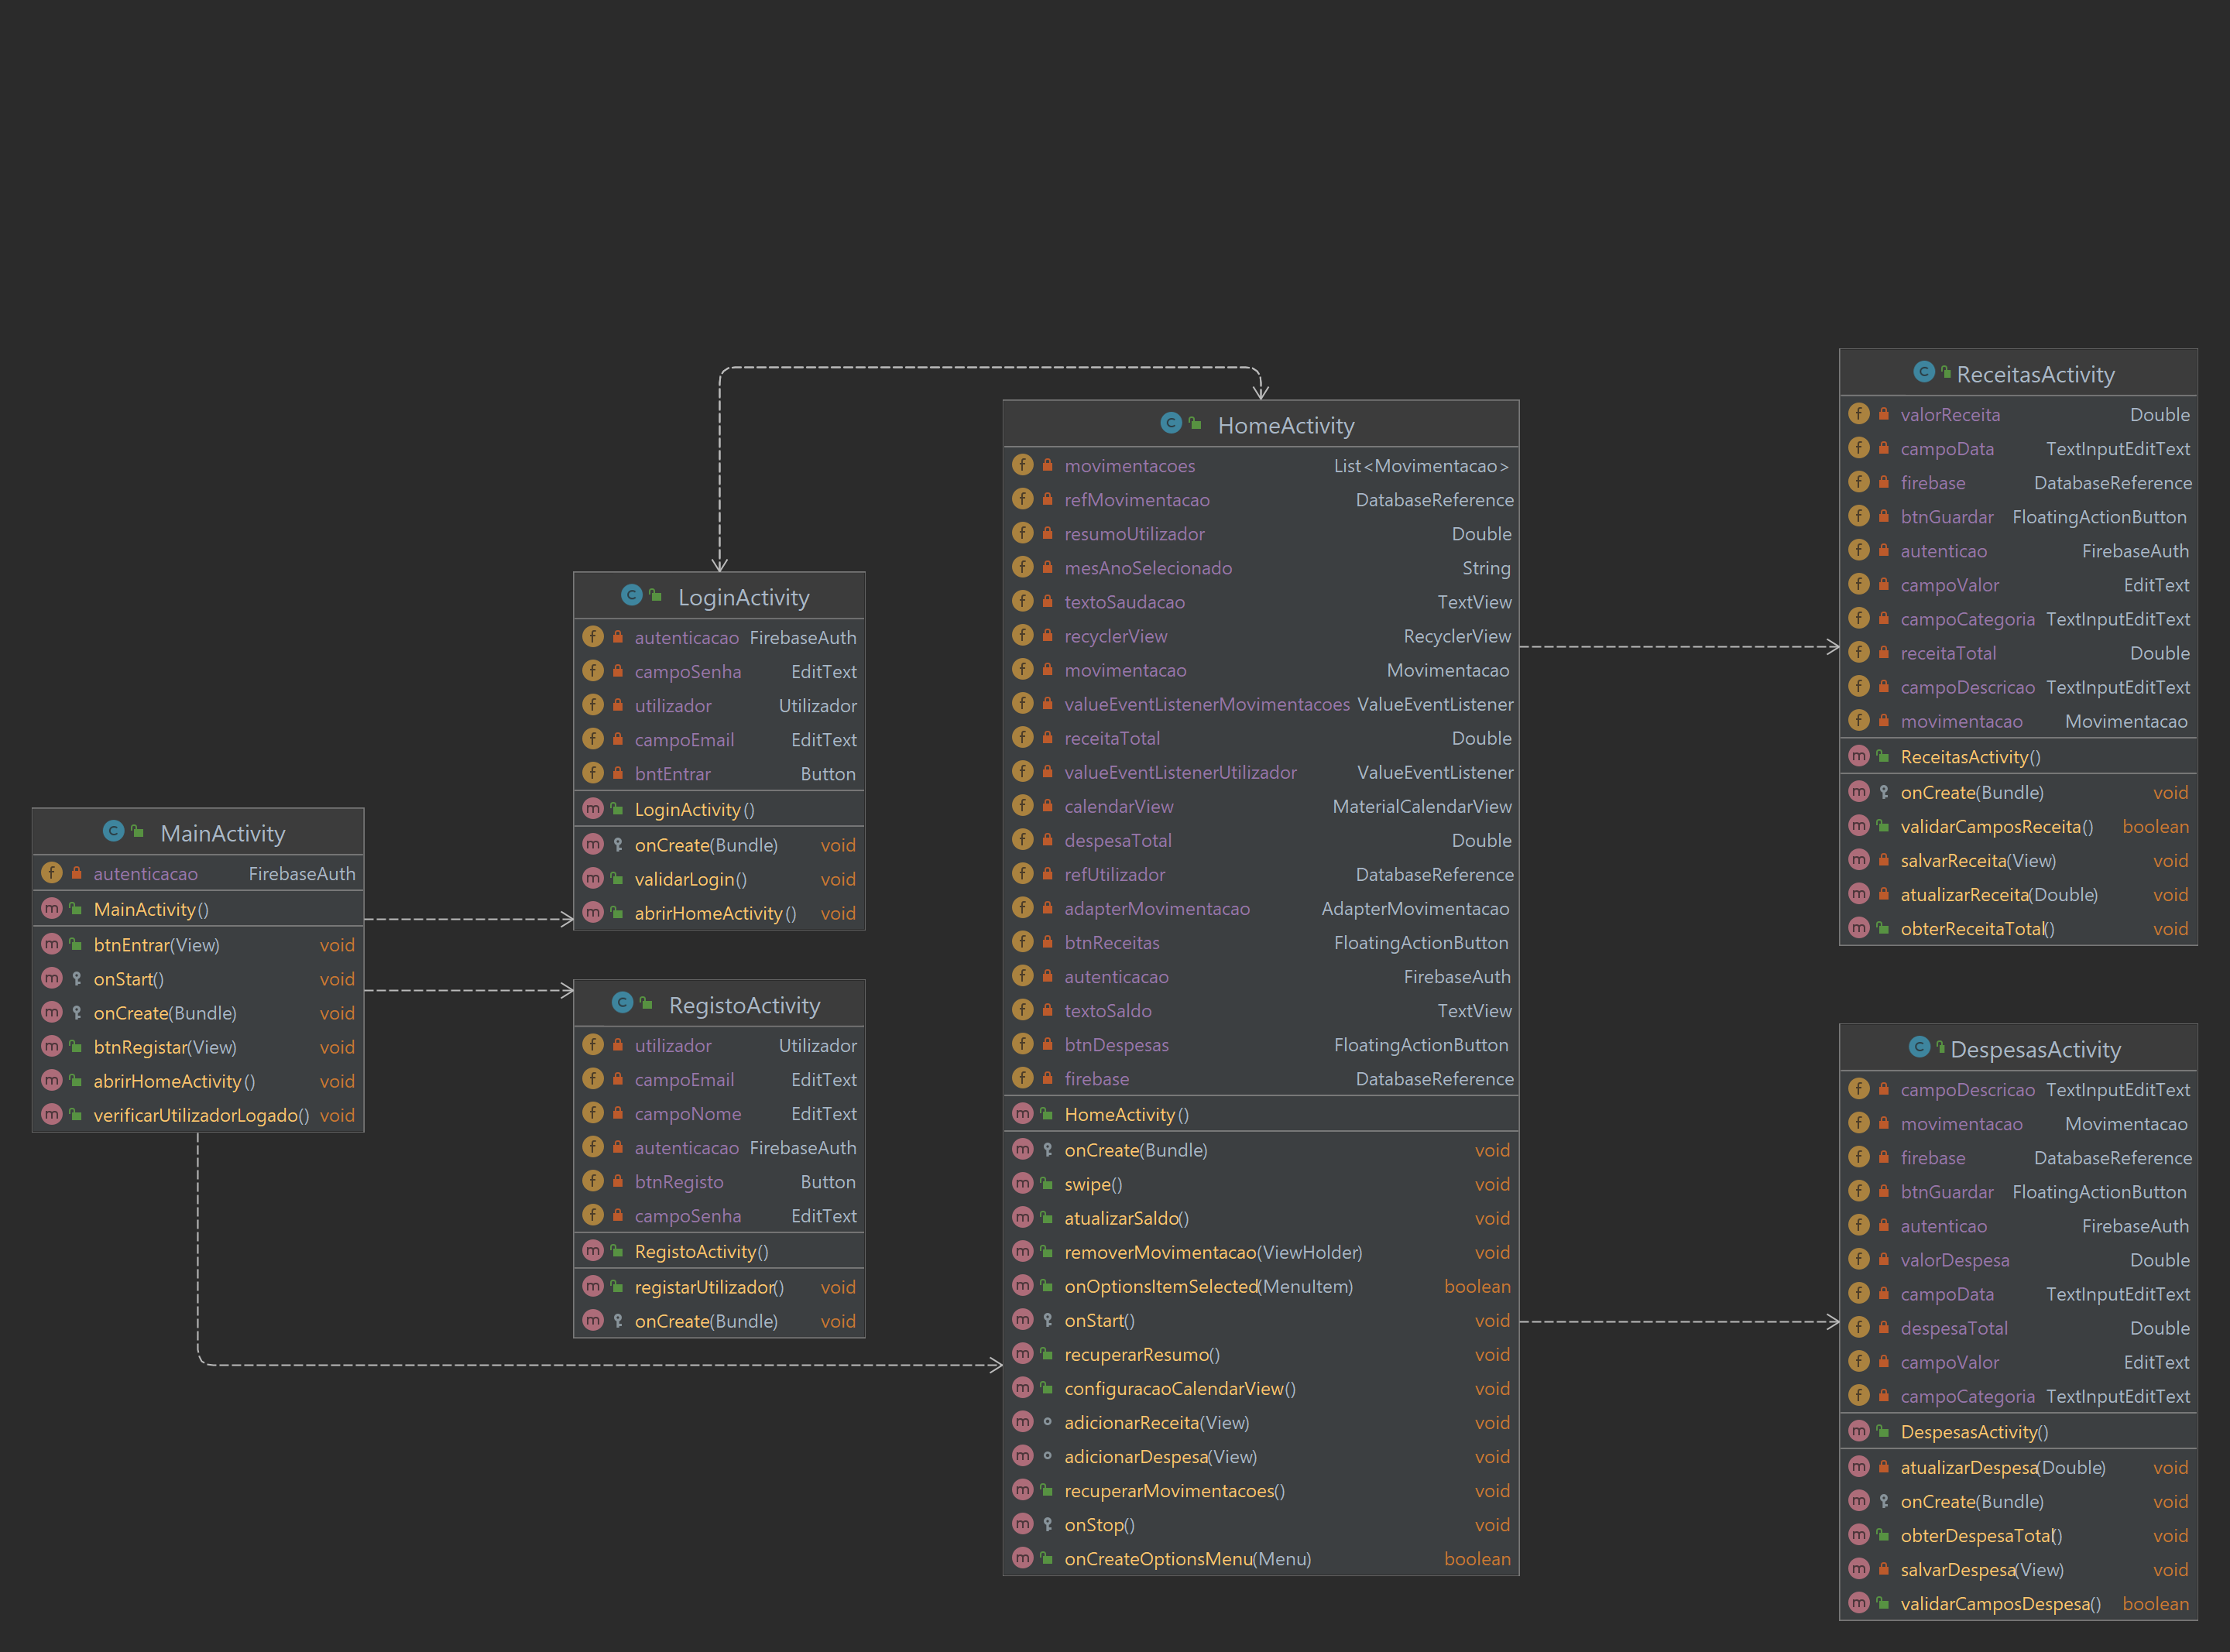 MainActivity
autenticacao FirebaseAuth
MainActivity()
btnEntrar(View) void
onStart() void
onCreate(Bundle) void
btnRegistar(View) void
abrirHomeActivity() void
verificarUtilizadorLogado() void
LoginActivity
autenticacao FirebaseAuth
campoSenha EditText
utilizador Utilizador
campoEmail EditText
bntEntrar Button
LoginActivity()
onCreate(Bundle) void
validarLogin() void
abrirHomeActivity() void
RegistoActivity
utilizador Utilizador
campoEmail EditText
campoNome EditText
autenticacao FirebaseAuth
btnRegisto Button
campoSenha EditText
RegistoActivity()
registarUtilizador() void
onCreate(Bundle) void
HomeActivity
movimentacoes List<Movimentacao>
refMovimentacao DatabaseReference
resumoUtilizador Double
mesAnoSelecionado String
textoSaudacao TextView
recyclerView RecyclerView
movimentacao Movimentacao
valueEventListenerMovimentacoes ValueEventListener
receitaTotal Double
valueEventListenerUtilizador ValueEventListener
calendarView MaterialCalendarView
despesaTotal Double
refUtilizador DatabaseReference
adapterMovimentacao AdapterMovimentacao
btnReceitas FloatingActionButton
autenticacao FirebaseAuth
textoSaldo TextView
btnDespesas FloatingActionButton
firebase DatabaseReference
HomeActivity()
onCreate(Bundle) void
swipe() void
atualizarSaldo() void
removerMovimentacao(ViewHolder) void
onOptionsItemSelected(MenuItem) boolean
onStart() void
recuperarResumo() void
configuracaoCalendarView() void
adicionarReceita(View) void
adicionarDespesa(View) void
recuperarMovimentacoes() void
onStop() void
onCreateOptionsMenu(Menu) boolean
ReceitasActivity
valorReceita Double
campoData TextInputEditText
firebase DatabaseReference
btnGuardar FloatingActionButton
autenticao FirebaseAuth
campoValor EditText
campoCategoria TextInputEditText
receitaTotal Double
campoDescricao TextInputEditText
movimentacao Movimentacao
ReceitasActivity()
onCreate(Bundle) void
validarCamposReceita() boolean
salvarReceita(View) void
atualizarReceita(Double) void
obterReceitaTotal() void
DespesasActivity
campoDescricao TextInputEditText
movimentacao Movimentacao
firebase DatabaseReference
btnGuardar FloatingActionButton
autenticao FirebaseAuth
valorDespesa Double
campoData TextInputEditText
despesaTotal Double
campoValor EditText
campoCategoria TextInputEditText
DespesasActivity()
atualizarDespesa(Double) void
onCreate(Bundle) void
obterDespesaTotal() void
salvarDespesa(View) void
validarCamposDespesa() boolean